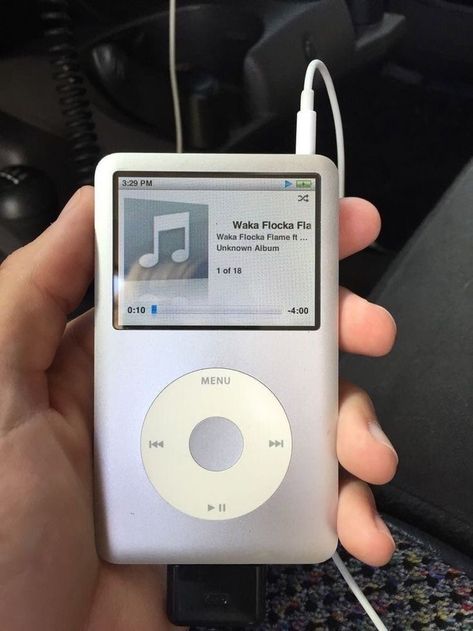 3:29 PM
Waka Flocka Fla
Waka Flocka Flame ft ...
Unknown Album
1 of 18
0:10 -4:00
MENU